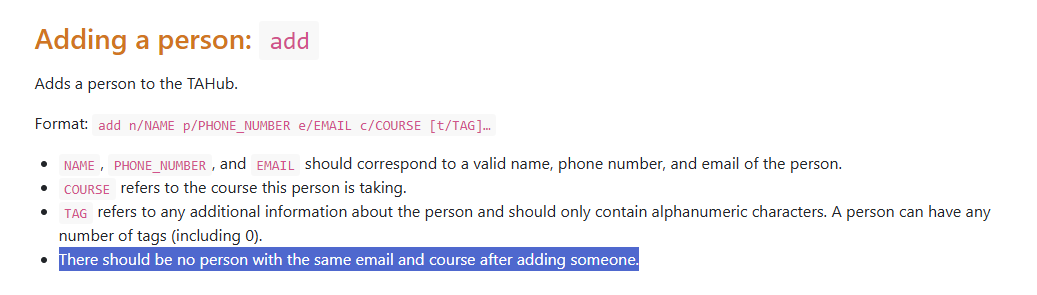 Adding a person: add
Adds a person to the TAHub.
Format: add n/NAME p/PHONE_NUMBER e/EMAIL c/COURSE [t/TAG]…
NAME, PHONE_NUMBER, and EMAIL should correspond to a valid name, phone number, and email of the person.
COURSE refers to the course this person is taking.
TAG refers to any additional information about the person and should only contain alphanumeric characters. A person can have any
number of tags (including 0).
There should be no person with the same email and course after adding someone.